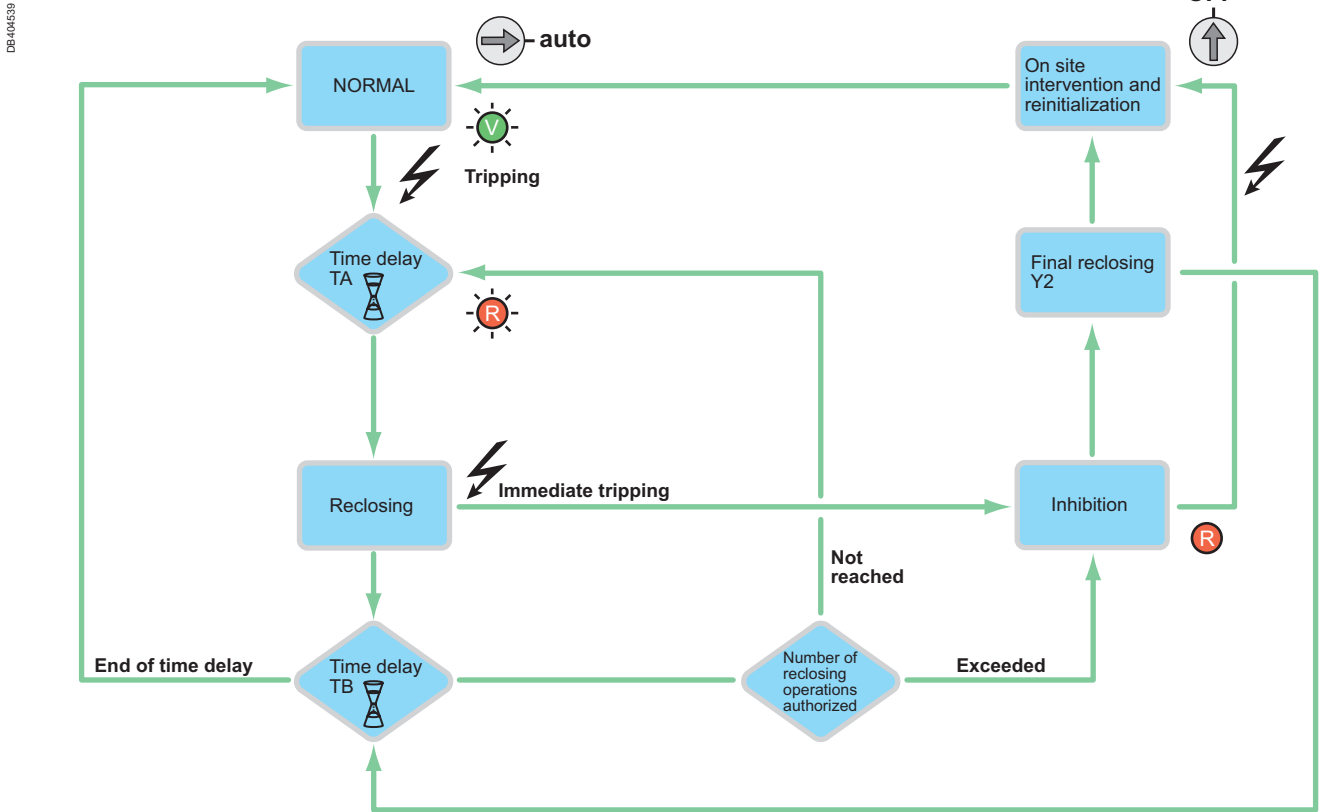 DB404539
auto
NORMAL
V
Tripping
On site
intervention and
reinitialization
Time delay
TA
R
Final reclosing
Y2
Reclosing
Immediate tripping
Inhibition
R
Not
reached
End of time delay
Time delay
TB
Number of
reclosing
operations
authorized
Exceeded